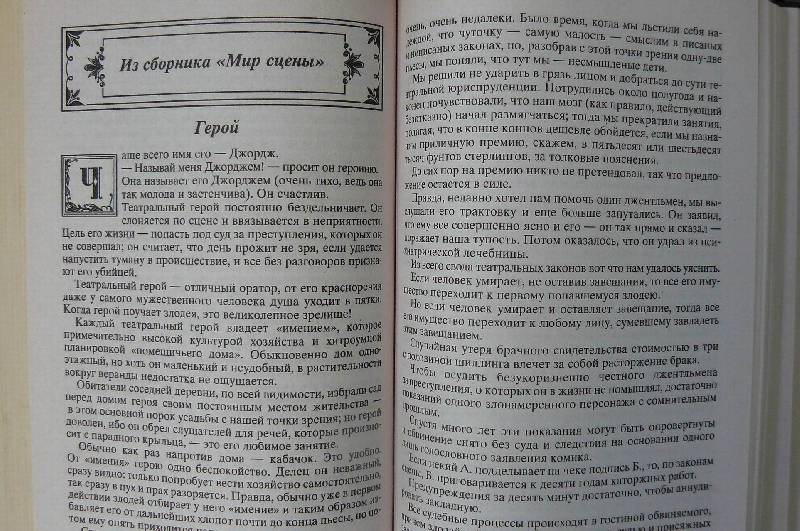 Из сборника «Мир сцены»
Герой
Чаще всего имя его — Джордж.
— Называй меня Джорджем! — просит он героиню.
Она называет его Джорджем (очень тихо, ведь она
так молода и застенчива). Он счастлив.
Театральный герой постоянно бездельничает. Он
слоняется по сцене и ввязывается в неприятности.
Цель его жизни — попасть под суд за преступления, которых он
не совершал; он считает, что день прожит не зря, если удается
напустить туману в происшествие, и все без разговоров призна-
ют его убийцей.
Театральный герой — отличный оратор, от его красноречия
даже у самого мужественного человека душа уходит в пятки.
Когда герой поучает злодея, это великолепное зрелище!
Каждый театральный герой владеет «имением», которое
примечательно высокой культурой хозяйства и хитроумной
планировкой «помещичьего дома». Обыкновенно дом одно-
этажный, но хоть он маленький и неудобный, в растительности
вокруг веранды недостатка не ощущается.
Обитатели соседней деревни, по всей видимости, избрали сад
перед домом героя своим постоянным местом жительства —
в этом основной порок усадьбы с нашей точки зрения; но герой
доволен, ибо он обрел слушателей для речей, которые произно-
сит с парадного крыльца, — это его любимое занятие.
Обычно как раз напротив дома — кабачок. Это удобно.
От «имения» герою одно беспокойство. Делец он неважный,
сразу видно: только попробует вести хозяйство самостоятельно,
так сразу в пух и прах разоряется». Правда, обычно уже в первом
действии злодей отбирает у него «имение» и таким образом из-
бавляет его от дальнейших хлопот почти до конца пьесы, но по-
том ему опять приходится
очень, очень недалеки. Было время, когда мы льстили себя на-
деждой, что чуточку — самую малость — смыслим в писаных
и неписаных законах, но, разобрав с этой точки зрения одну-две
пьесы, мы поняли, что тут мы — несмышленые дети.
Мы решили не ударить в грязь лицом и добраться до сути те-
атральной юриспруденции. Потрудились около полугода и на-
конец почувствовали, что наш мозг (как правило, действующий
безотказно) начал размягчаться; тогда мы прекратили занятия,
полагая, что в конце концов дешевле обойдется, если мы назна-
чим приличную премию, скажем, в пятьдесят или шестьдесят
тысяч фунтов стерлингов, за толковые пояснения.
До сих пор на премию никто не претендовал, так что предло-
жение остается в силе.
Правда, недавно хотел нам помочь один джентльмен, мы вы-
слушали его трактовку и еще больше запутались. Он заявил,
что ему все совершенно ясно и его — он так прямо и сказал —
поражает наша тупость. Потом оказалось, что он удрал из пси-
хиатрической лечебницы.
Из всего свода театральных законов вот что нам удалось уяснить.
Если человек умирает, не оставив завещания, то все его иму-
щество переходит к первому попавшемуся злодею.
Но если человек умирает и оставляет завещание, тогда все
его имущество переходит к любому лицу, сумевшему завладеть
этим завещанием.
Случайная утеря брачного свидетельства стоимостью в три
с половиной шиллинга влечет за собой расторжение брака.
Чтобы осудить безукоризненно честного джентльмена
за преступления, о которых он в жизни не помышлял, достаточно
показаний одного злонамеренного персонажа с сомнительным
прошлым.
Спустя много лет эти показания могут быть опровергнуты
и обвинение снято без суда и следствия на основании одного
голословного заявления комика.
Если некий А. подделывает на чеке подпись Б., то, по законам
сцены, Б. приговаривается к десяти годам каторжных работ.
Предупреждения за десять минут достаточно, чтобы аннули-
ровать закладную.
Все судебные процессы происходят в гостиной обвиняемого,